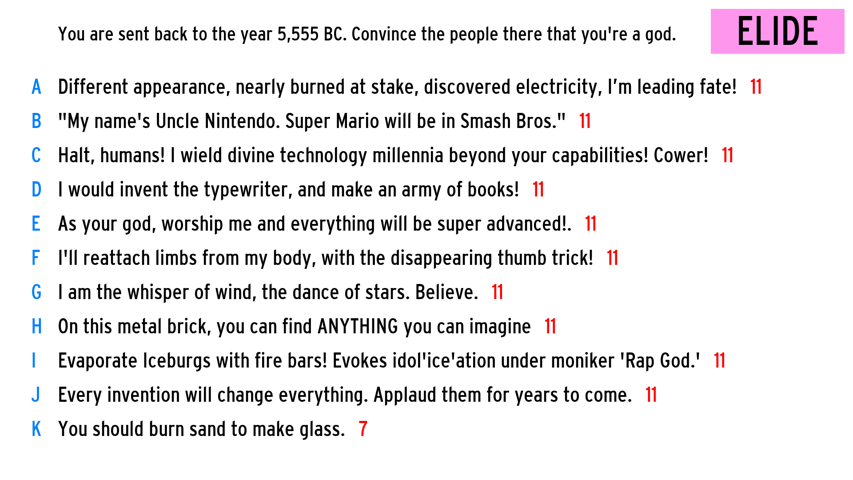 You are sent back to the year 5,555 BC. Convince the people there that you're a god.
ELIDE
A Different appearance, nearly burned at stake, discovered electricity, I'm leading fate! 11
B "My name's Uncle Nintendo. Super Mario will be in Smash Bros." 11
C Halt, humans! I wield divine technology millennia beyond your capabilities! Cower! 11
D I would invent the typewriter, and make an army of books! 11
E As your god, worship me and everything will be super advanced!. 11
F I'll reattach limbs from my body, with the disappearing thumb trick! 11
G I am the whisper of wind, the dance of stars. Believe. 11
H On this metal brick, you can find ANYTHING you can imagine 11
I Evaporate Iceburgs with fire bars! Evokes idol'ice'ation under moniker 'Rap God.' 11
J Every invention will change everything. Applaud them for years to come. 11
K You should burn sand to make glass. 7